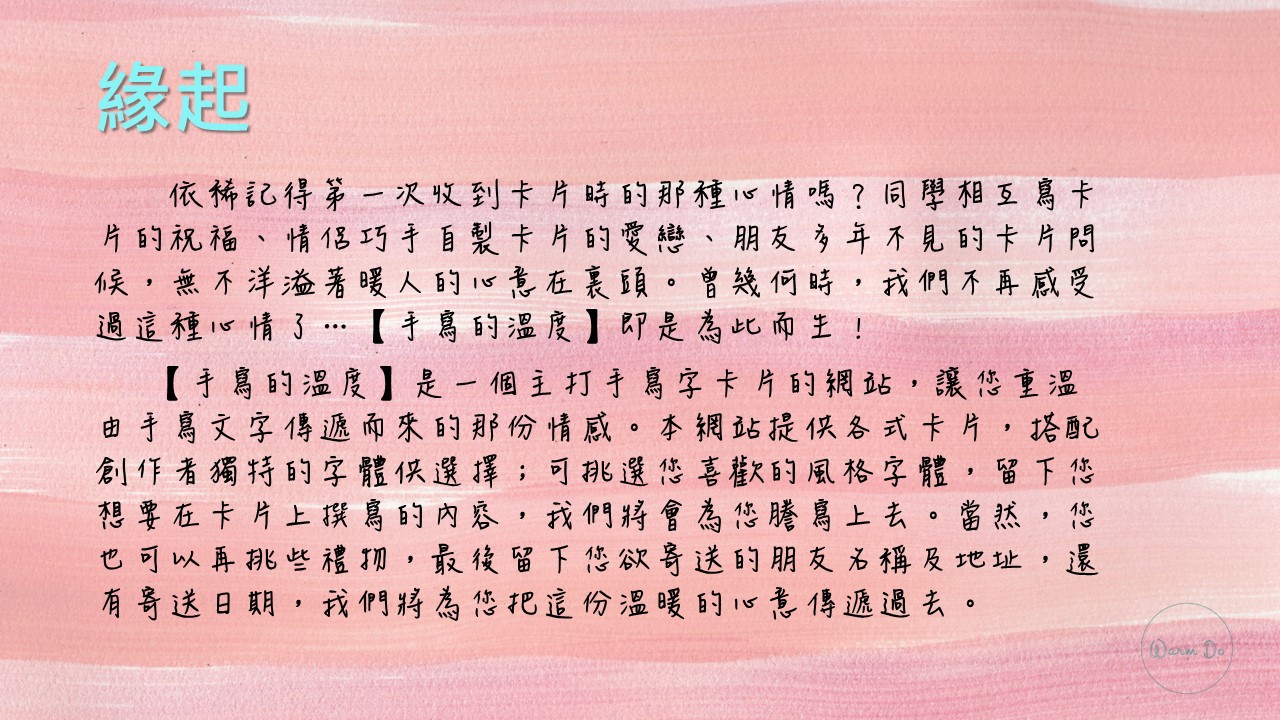 緣起
依稀記得第一次收到卡片時的那種心情嗎？同學相互寫卡
片的祝福、情侶巧手自製卡片的愛戀、朋友多年不見的卡片問
候，無不洋溢著暖人的心意在裏頭。曾幾何時，我們不再感受
過這種心情了…【手寫的溫度】即是為此而生！
【手寫的溫度】是一個主打手寫字卡片的網站，讓您重溫
由手寫文字傳遞而來的那份情感。本網站提供各式卡片，搭配
創作者獨特的字體供選擇；可挑選您喜歡的風格字體，留下您
想要在卡片上撰寫的內容，我們將會為您謄寫上去。當然，您
也可以再挑些禮物，最後留下您欲寄送的朋友名稱及地址，還
有寄送日期，我們將為您把這份溫暖的心意傳遞過去。
Warm Do